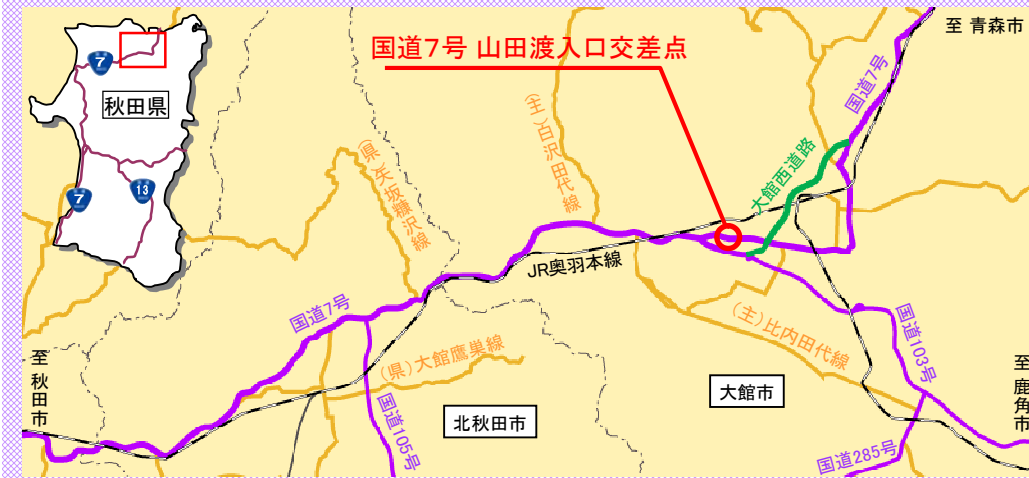 国道7号 山田渡入口交差点
至 青森市
7
秋田県
7
13
国道7号
(主)百沢田代線
(県)矢坂糠沢線
大館西道路
JR奥羽本線
国道7号
(主)比内田代線
国道103号
至 秋田市
(県)大館鷹巣線
至 鹿角市
大館市
北秋田市
国道105号
国道285号